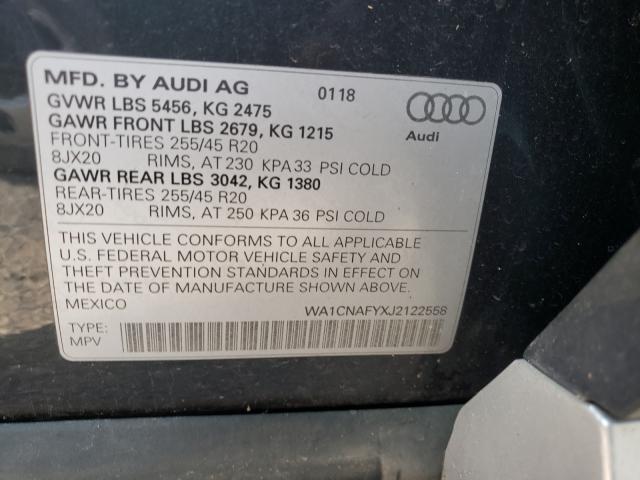 MFD. BY AUDI AG 0118
GVWR LBS 5456, KG 2475
GAWR FRONT LBS 2679, KG 1215
FRONT-TIRES 255/45 R20
8JX20 RIMS, AT 230 KPA 33 PSI COLD
GAWR REAR LBS 3042, KG 1380
REAR-TIRES 255/45 R20
8JX20 RIMS, AT 250 KPA 36 PSI COLD
Audi
THIS VEHICLE CONFORMS TO ALL APPLICABLE
U.S. FEDERAL MOTOR VEHICLE SAFETY AND
THEFT PREVENTION STANDARDS IN EFFECT ON
THE DATE OF MANUFACTURE SHOWN ABOVE.
MEXICO WA1CNAFYXJ2122558
TYPE:
MPV